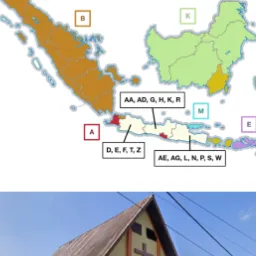 B
K
AA, AD, G, H, K, R
M
E
A
D, E, F, T, Z
AE, AG, L, N, P, S, W